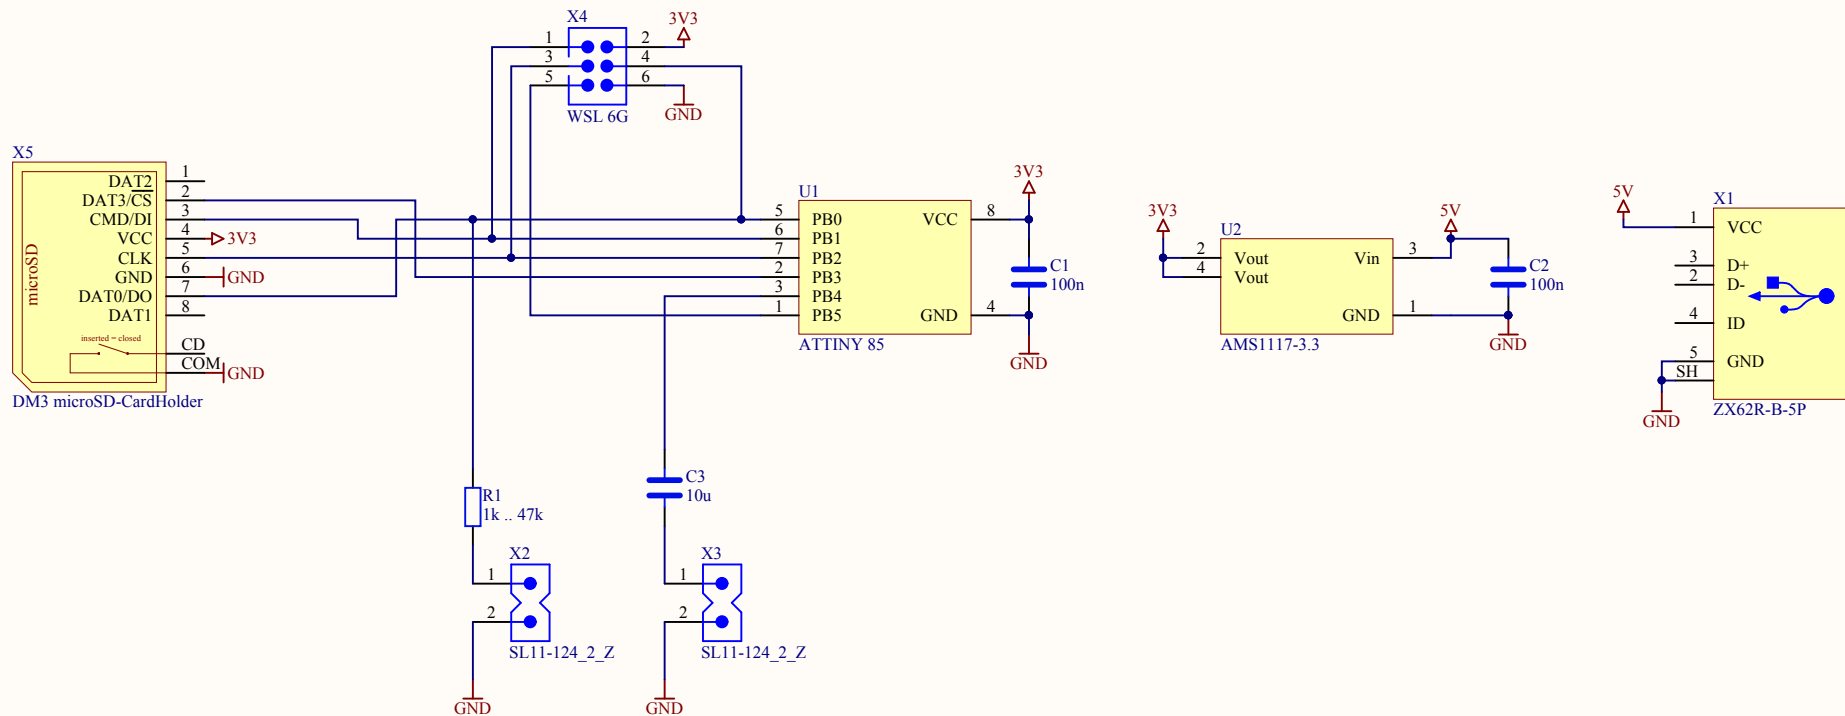 X4
3V3
1 2
3 4
5 6
WSL 6G
GND
X5
microSD
DAT2 1
DAT3/CS 2
CMD/DI 3
VCC 4 3V3
CLK 5
GND 6 GND
DAT0/DO 7
DAT1 8
inserted = closed
CD
COM GND
DM3 microSD-CardHolder
U1
5 PB0 VCC 8
6 PB1
7 PB2
2 PB3
3 PB4
1 PB5 GND 4
ATTINY 85
3V3
C1
100n
GND
3V3
U2
5V
2 Vout Vin 3
4 Vout
GND 1
AMS1117-3.3
C2
100n
GND
5V
X1
1 VCC
3 D+
2 D-
4 ID
5 GND
SH
ZX62R-B-5P
GND
R1
1k .. 47k
C3
10u
X2
1
2
SL11-124_2_Z
GND
X3
1
2
SL11-124_2_Z
GND